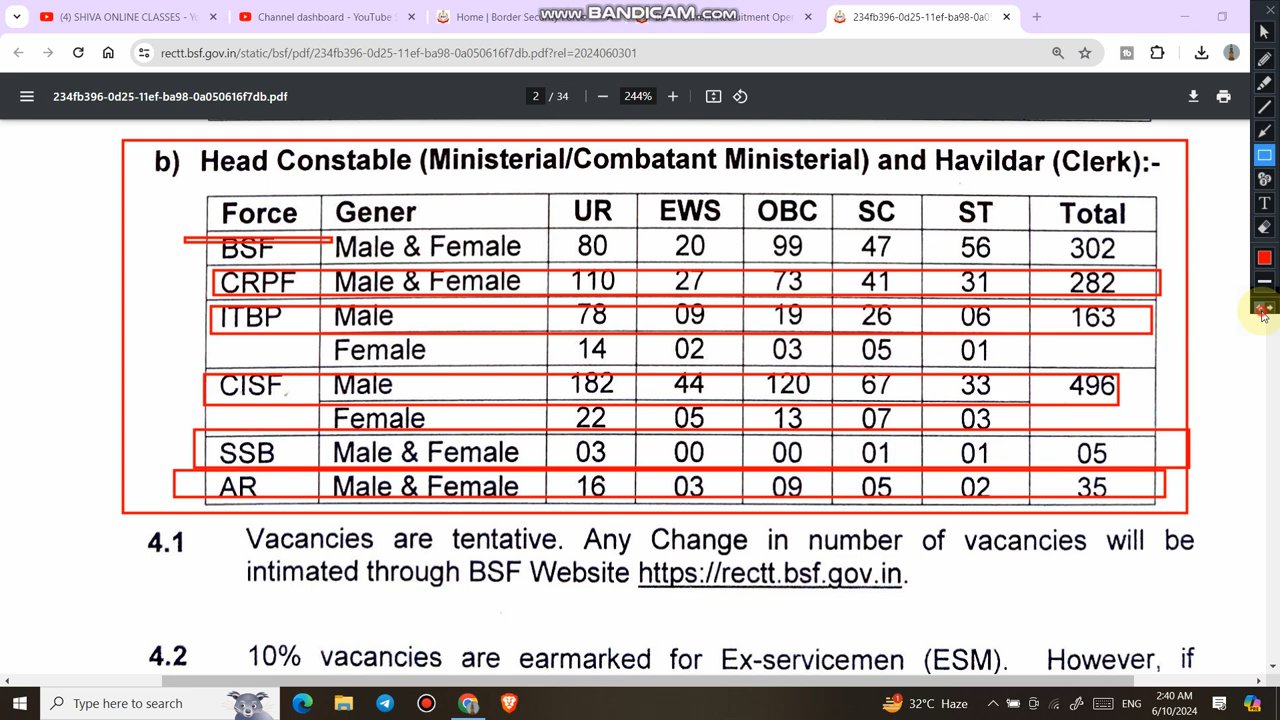 (4) SHIVA ONLINE CLASSES - Y
Channel dashboard - YouTube S
Home | Border Sec
ruitment Open
234fb396-0d25-11ef-ba98-0a05
www.BANDICAM.com
rectt.bsf.gov.in/static/bsf/pdf/234fb396-0d25-11ef-ba98-0a050616f7db.pdf?rel=2024060301
234fb396-0d25-11ef-ba98-0a050616f7db.pdf
2 / 34
244%
b) Head Constable (Ministerial/Combatant Ministerial) and Havildar (Clerk):-
Force Gener UR EWS OBC SC ST Total
BSF Male & Female 80 20 99 47 56 302
CRPF Male & Female 110 27 73 41 31 282
ITBP Male 78 09 19 26 06 163
Female 14 02 03 05 01
CISF Male 182 44 120 67 33 496
Female 22 05 13 07 03
SSB Male & Female 03 00 00 01 01 05
AR Male & Female 16 03 09 05 02 35
4.1 Vacancies are tentative. Any Change in number of vacancies will be
intimated through BSF Website https://rectt.bsf.gov.in.
4.2 10% vacancies are earmarked for Ex-servicemen (ESM). However, if
Type here to search
32°C Haze
ENG
2:40 AM
6/10/2024